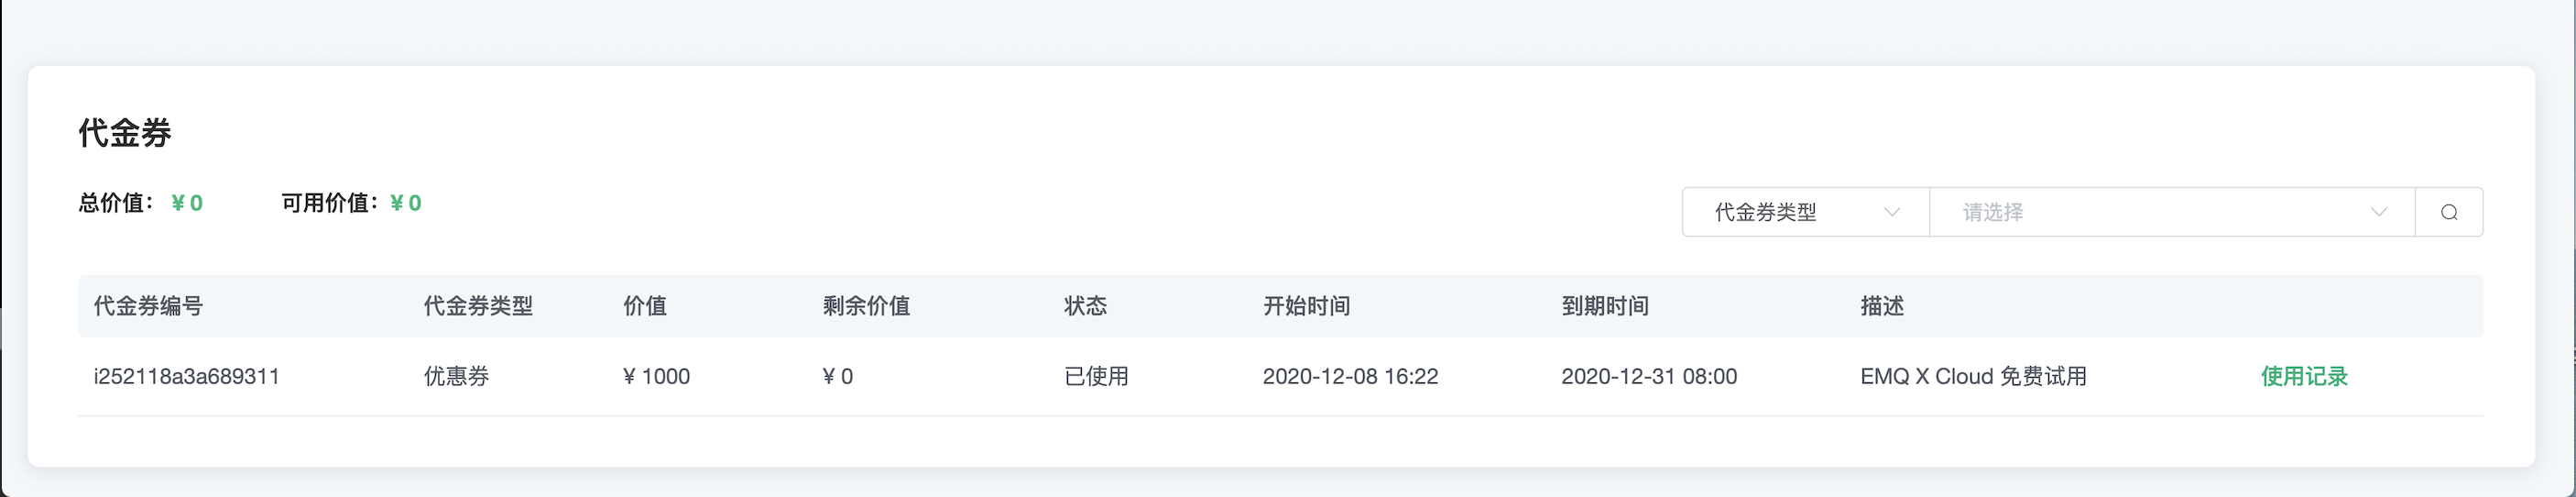 代金券
总价值： ¥ 0 可用价值： ¥ 0
代金券类型 请选择
代金券编号 代金券类型 价值 剩余价值 状态 开始时间 到期时间 描述
i252118a3a689311 优惠券 ¥ 1000 ¥ 0 已使用 2020-12-08 16:22 2020-12-31 08:00 EMQ X Cloud 免费试用 使用记录